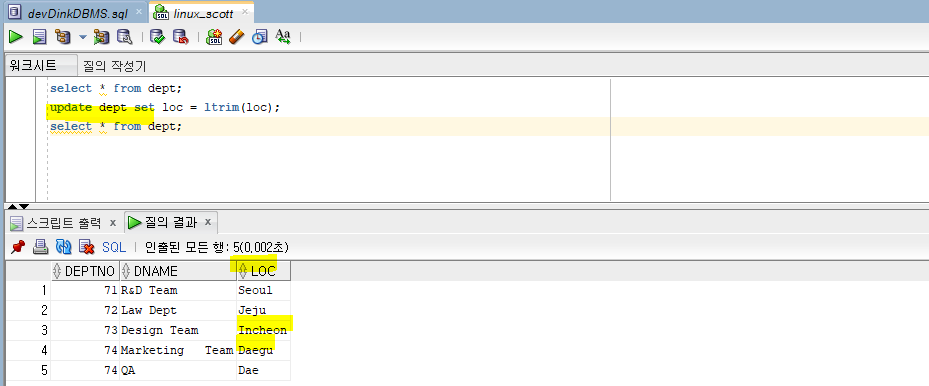 devDinkDBMS.sql × linux_scott ×
SQL Aa
워크시트 질의 작성기
select * from dept;
update dept set loc = ltrim(loc);
select * from dept;
스크립트 출력 × 질의 결과 ×
SQL 인출된 모든 행: 5(0,002초)
DEPTNO DNAME LOC
1 71 R&D Team Seoul
2 72 Law Dept Jeju
3 73 Design Team Incheon
4 74 Marketing Team Daegu
5 74 QA Dae